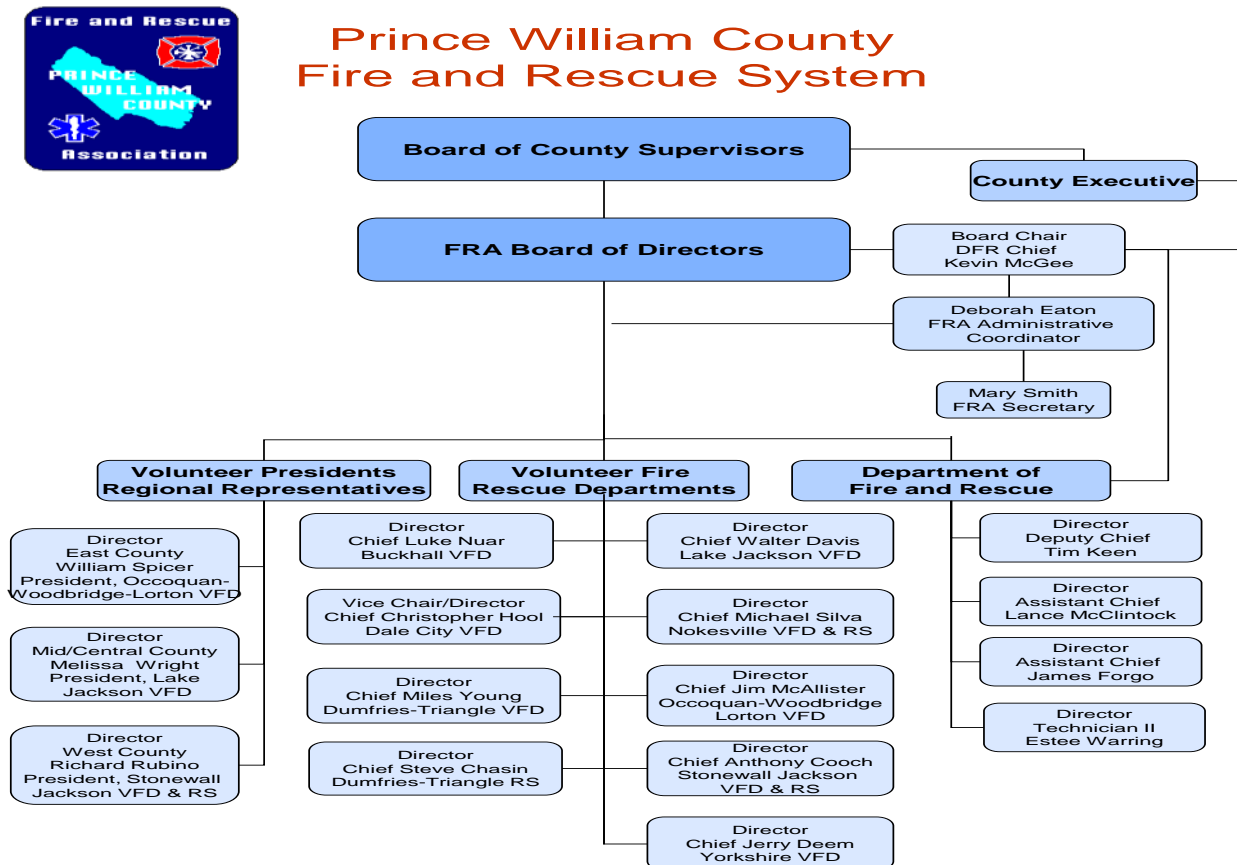 Fire and Rescue
PRINCE
WILLIAM
COUNTY
Association
Prince William County
Fire and Rescue System
Board of County Supervisors
County Executive
FRA Board of Directors
Board Chair
DFR Chief
Kevin McGee
Deborah Eaton
FRA Administrative
Coordinator
Mary Smith
FRA Secretary
Volunteer Presidents
Regional Representatives
Volunteer Fire
Rescue Departments
Department of
Fire and Rescue
Director
East County
William Spicer
President, Occoquan-
Woodbridge-Lorton VFD
Director
Mid/Central County
Melissa  Wright
President, Lake
Jackson VFD
Director
West County
Richard Rubino
President, Stonewall
Jackson VFD & RS
Director
Chief Luke Nuar
Buckhall VFD
Vice Chair/Director
Chief Christopher Hool
Dale City VFD
Director
Chief Miles Young
Dumfries-Triangle VFD
Director
Chief Steve Chasin
Dumfries-Triangle RS
Director
Chief Walter Davis
Lake Jackson VFD
Director
Chief Michael Silva
Nokesville VFD & RS
Director
Chief Jim McAllister
Occoquan-Woodbridge
Lorton VFD
Director
Chief Anthony Cooch
Stonewall Jackson
VFD & RS
Director
Chief Jerry Deem
Yorkshire VFD
Director
Deputy Chief
Tim Keen
Director
Assistant Chief
Lance McClintock
Director
Assistant Chief
James Forgo
Director
Technician II
Estee Warring